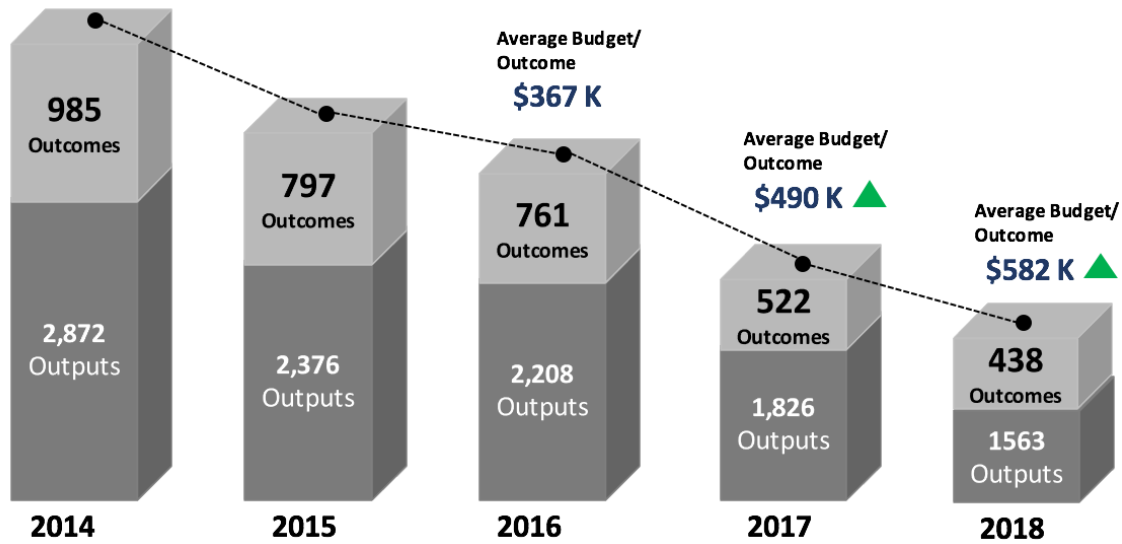 985
Outcomes
2,872
Outputs
2014
797
Outcomes
2,376
Outputs
2015
Average Budget/
Outcome
$367 K
761
Outcomes
2,208
Outputs
2016
Average Budget/
Outcome
$490 K
522
Outcomes
1,826
Outputs
2017
Average Budget/
Outcome
$582 K
438
Outcomes
1563
Outputs
2018